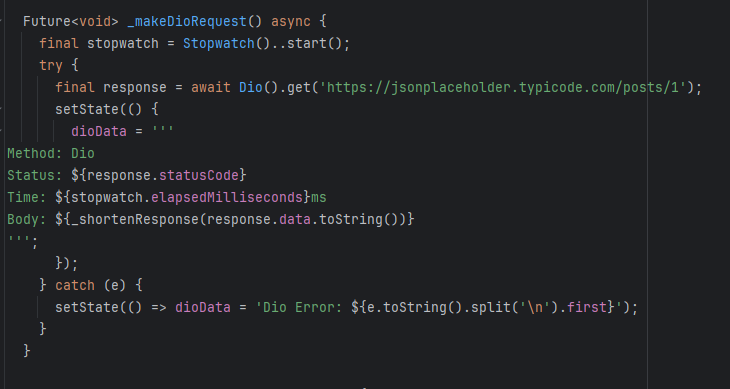 Future<void> _makeDioRequest() async {
final stopwatch = Stopwatch()..start();
try {
final response = await Dio().get('https://jsonplaceholder.typicode.com/posts/1');
setState(() {
dioData = '''
Method: Dio
Status: ${response.statusCode}
Time: ${stopwatch.elapsedMilliseconds}ms
Body: ${_shortenResponse(response.data.toString())}
''';
});
} catch (e) {
setState(() => dioData = 'Dio Error: ${e.toString().split('\n').first}');
}
}